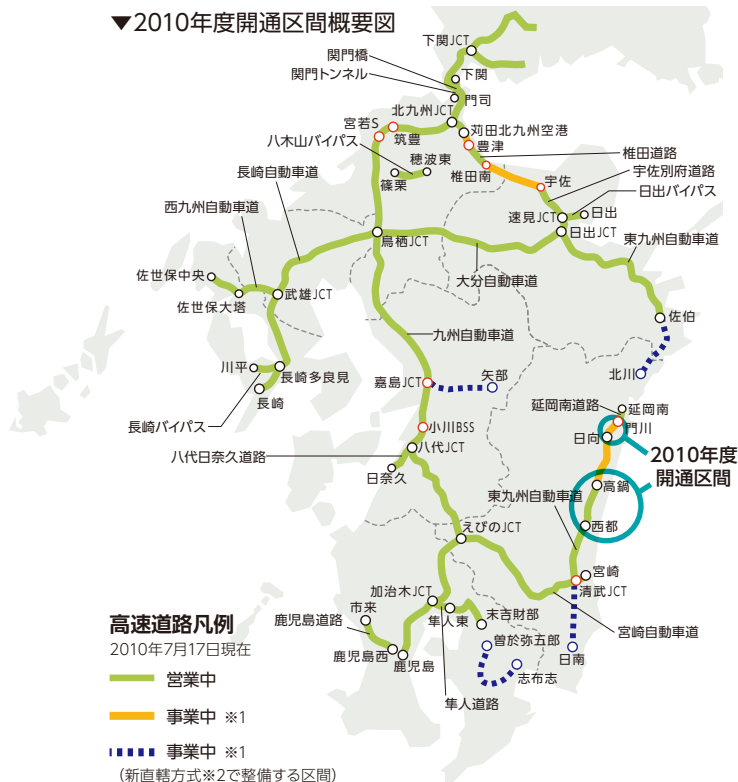 ▼2010年度開通区間概要図
下関JCT
関門橋
下関
関門トンネル
門司
北九州JCT
宮若S
苅田北九州空港
筑豊
豊津
八木山バイパス
椎田道路
穂波東
椎田南
宇佐別府道路
長崎自動車道
篠栗
宇佐
日出バイパス
西九州自動車道
速見JCT
日出
鳥栖JCT
日出JCT
東九州自動車道
佐世保中央
大分自動車道
佐世保大塔
武雄JCT
佐伯
九州自動車道
川平
長崎多良見
嘉島JCT
矢部
北川
長崎
延岡南道路
延岡南
長崎バイパス
小川BSS
門川
日向
八代日奈久道路
八代JCT
2010年度
開通区間
日奈久
高鍋
東九州自動車道
えびのJCT
西都
宮崎
加治木JCT
清武JCT
市来
隼人東
末吉財部
高速道路凡例
鹿児島道路
宮崎自動車道
2010年7月17日現在
曽於弥五郎
鹿児島西
鹿児島
日南
志布志
営業中
隼人道路
事業中 ※1
事業中 ※1
(新直轄方式※2で整備する区間)